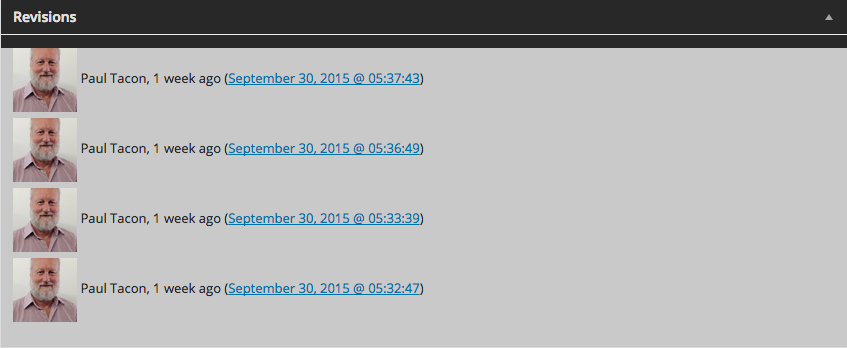 Revisions
Paul Tacon, 1 week ago (September 30, 2015 @ 05:37:43)
Paul Tacon, 1 week ago (September 30, 2015 @ 05:36:49)
Paul Tacon, 1 week ago (September 30, 2015 @ 05:33:39)
Paul Tacon, 1 week ago (September 30, 2015 @ 05:32:47)